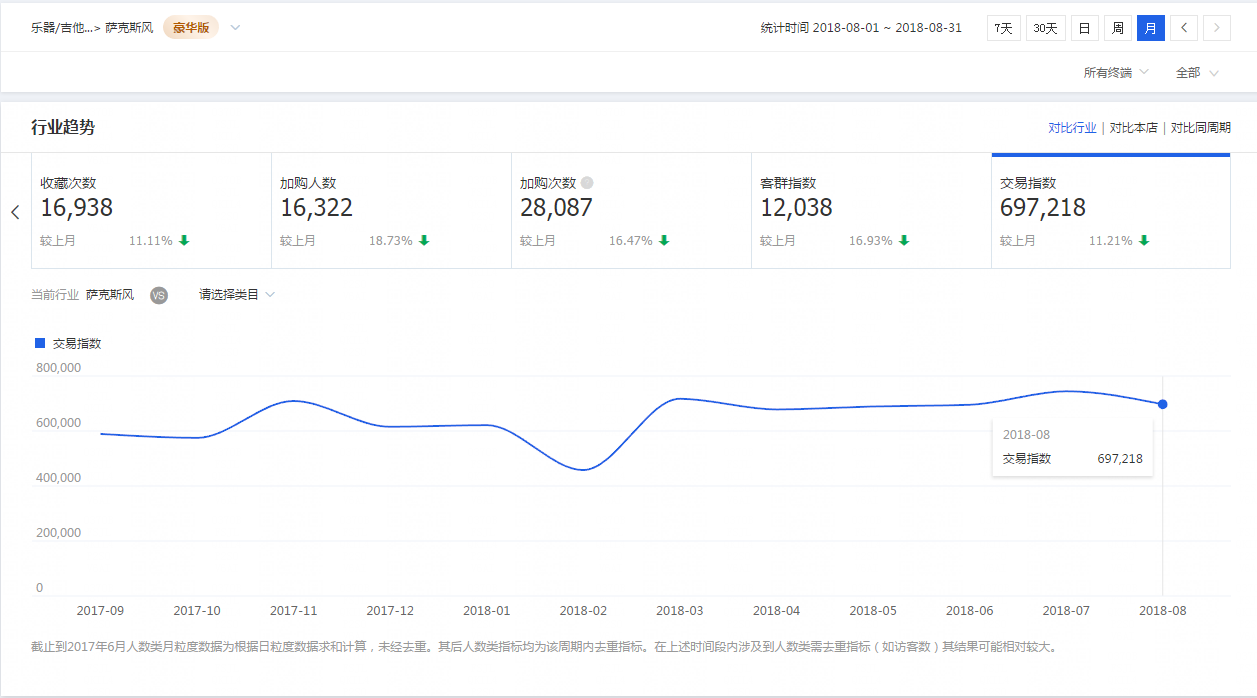 乐器/吉他...> 萨克斯风 豪华版 统计时间 2018-08-01 ~ 2018-08-31 7天 30天 日 周 月
所有终端 全部
行业趋势 对比行业 | 对比本店 | 对比同周期
收藏次数 加购人数 加购次数 客群指数 交易指数
16,938 16,322 28,087 12,038 697,218
较上月 11.11% 较上月 18.73% 较上月 16.47% 较上月 16.93% 较上月 11.21%
当前行业 萨克斯风 VS 请选择类目
交易指数
800,000
600,000
2018-08
交易指数 697,218
400,000
200,000
0
2017-09 2017-10 2017-11 2017-12 2018-01 2018-02 2018-03 2018-04 2018-05 2018-06 2018-07 2018-08
截止到2017年6月人数类月粒度数据为根据日粒度数据求和计算，未经去重。其后人数类指标均为该周期内去重指标。在上述时间段内涉及到人数类需去重指标（如访客数）其结果可能相对较大。